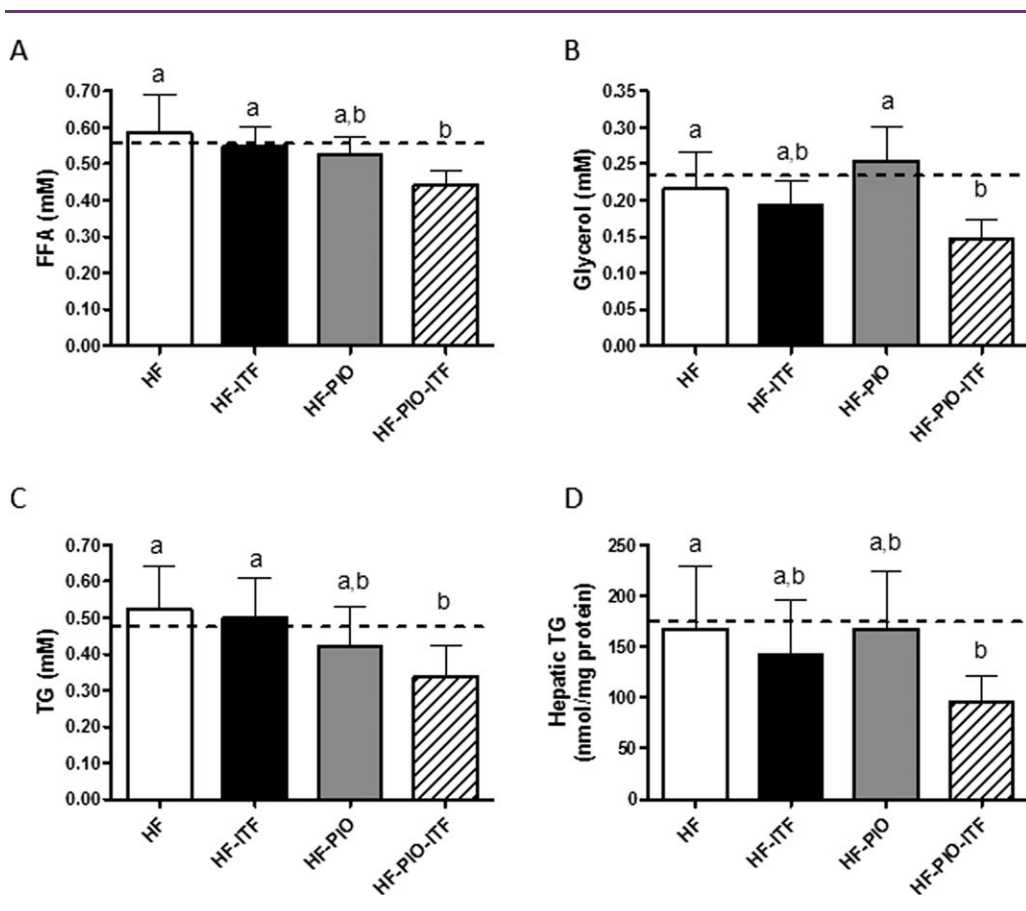 A
FFA (mM)
0.70
0.60
0.50
0.40
0.30
0.20
0.10
0.00
a
a
a,b
b
HF
HF-ITF
HF-PIO
HF-PIO-ITF
B
Glycerol (mM)
0.35
0.30
0.25
0.20
0.15
0.10
0.05
0.00
a
a,b
a
b
HF
HF-ITF
HF-PIO
HF-PIO-ITF
C
TG (mM)
0.70
0.60
0.50
0.40
0.30
0.20
0.10
0.00
a
a
a,b
b
HF
HF-ITF
HF-PIO
HF-PIO-ITF
D
Hepatic TG
(nmol/mg protein)
250
200
150
100
50
0
a
a,b
a,b
b
HF
HF-ITF
HF-PIO
HF-PIO-ITF